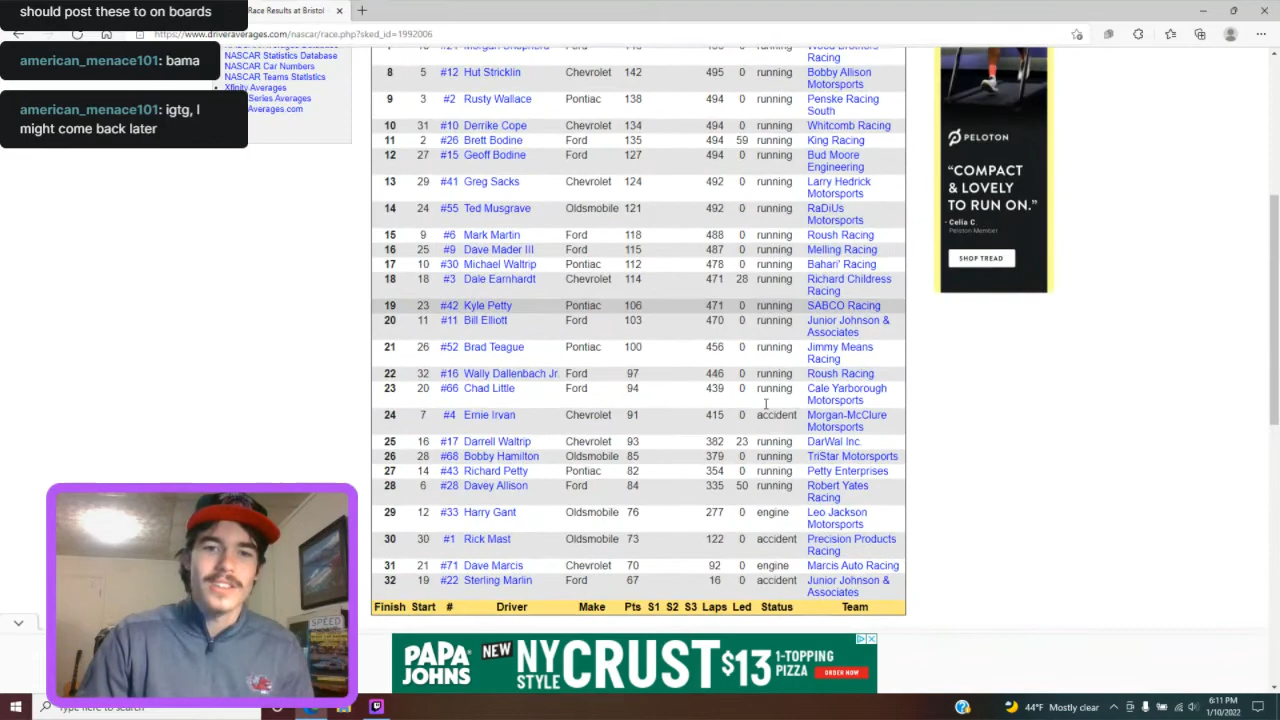 should post these to on boards
Race Results at Bristol
https://www.driveraverages.com/nascar/race.php?sked_id=1992006
american_menace101: bama
american_menace101: igtg, I
might come back later
NASCAR Statistics Database
NASCAR Car Numbers
NASCAR Teams Statistics
Xfinity Averages
Series Averages
Averages.com
Racing
8 5 #12 Hut Stricklin Chevrolet 142 495 0 running Bobby Allison Motorsports
9 3 #2 Rusty Wallace Pontiac 138 494 0 running Penske Racing South
10 31 #10 Derrike Cope Chevrolet 134 494 0 running Whitcomb Racing
11 2 #26 Brett Bodine Ford 135 494 59 running King Racing
12 27 #15 Geoff Bodine Ford 127 494 0 running Bud Moore Engineering
13 29 #41 Greg Sacks Chevrolet 124 492 0 running Larry Hedrick Motorsports
14 24 #55 Ted Musgrave Oldsmobile 121 492 0 running RaDiUs Motorsports
15 9 #6 Mark Martin Ford 118 488 0 running Roush Racing
16 25 #9 Dave Mader III Ford 115 487 0 running Melling Racing
17 10 #30 Michael Waltrip Pontiac 112 478 0 running Bahari' Racing
18 18 #3 Dale Earnhardt Chevrolet 114 471 28 running Richard Childress Racing
19 23 #42 Kyle Petty Pontiac 106 471 0 running SABCO Racing
20 11 #11 Bill Elliott Ford 103 470 0 running Junior Johnson & Associates
21 26 #52 Brad Teague Pontiac 100 456 0 running Jimmy Means Racing
22 32 #16 Wally Dallenbach Jr. Ford 97 446 0 running Roush Racing
23 20 #66 Chad Little Ford 94 439 0 running Cale Yarborough Motorsports
24 7 #4 Ernie Irvan Chevrolet 91 415 0 accident Morgan-McClure Motorsports
25 16 #17 Darrell Waltrip Chevrolet 93 382 23 running DarWal Inc.
26 28 #68 Bobby Hamilton Oldsmobile 85 379 0 running TriStar Motorsports
27 14 #43 Richard Petty Pontiac 82 354 0 running Petty Enterprises
28 6 #28 Davey Allison Ford 84 335 50 running Robert Yates Racing
29 12 #33 Harry Gant Oldsmobile 76 277 0 engine Leo Jackson Motorsports
30 30 #1 Rick Mast Oldsmobile 73 122 0 accident Precision Products Racing
31 21 #71 Dave Marcis Chevrolet 70 92 0 engine Marcis Auto Racing
32 19 #22 Sterling Marlin Ford 67 16 0 accident Junior Johnson & Associates
Finish Start # Driver Make Pts S1 S2 S3 Laps Led Status Team
PELOTON
“COMPACT
& LOVELY
TO RUN ON.”
- Celia C.
Peloton Member
SHOP TREAD
SPEED
PAPA
JOHNS
NEW
NY
STYLE
CRUST
$13
1-TOPPING
PIZZA
ORDER NOW
Type here to search
44°F Mostly clear
6:11 PM
1/10/2022